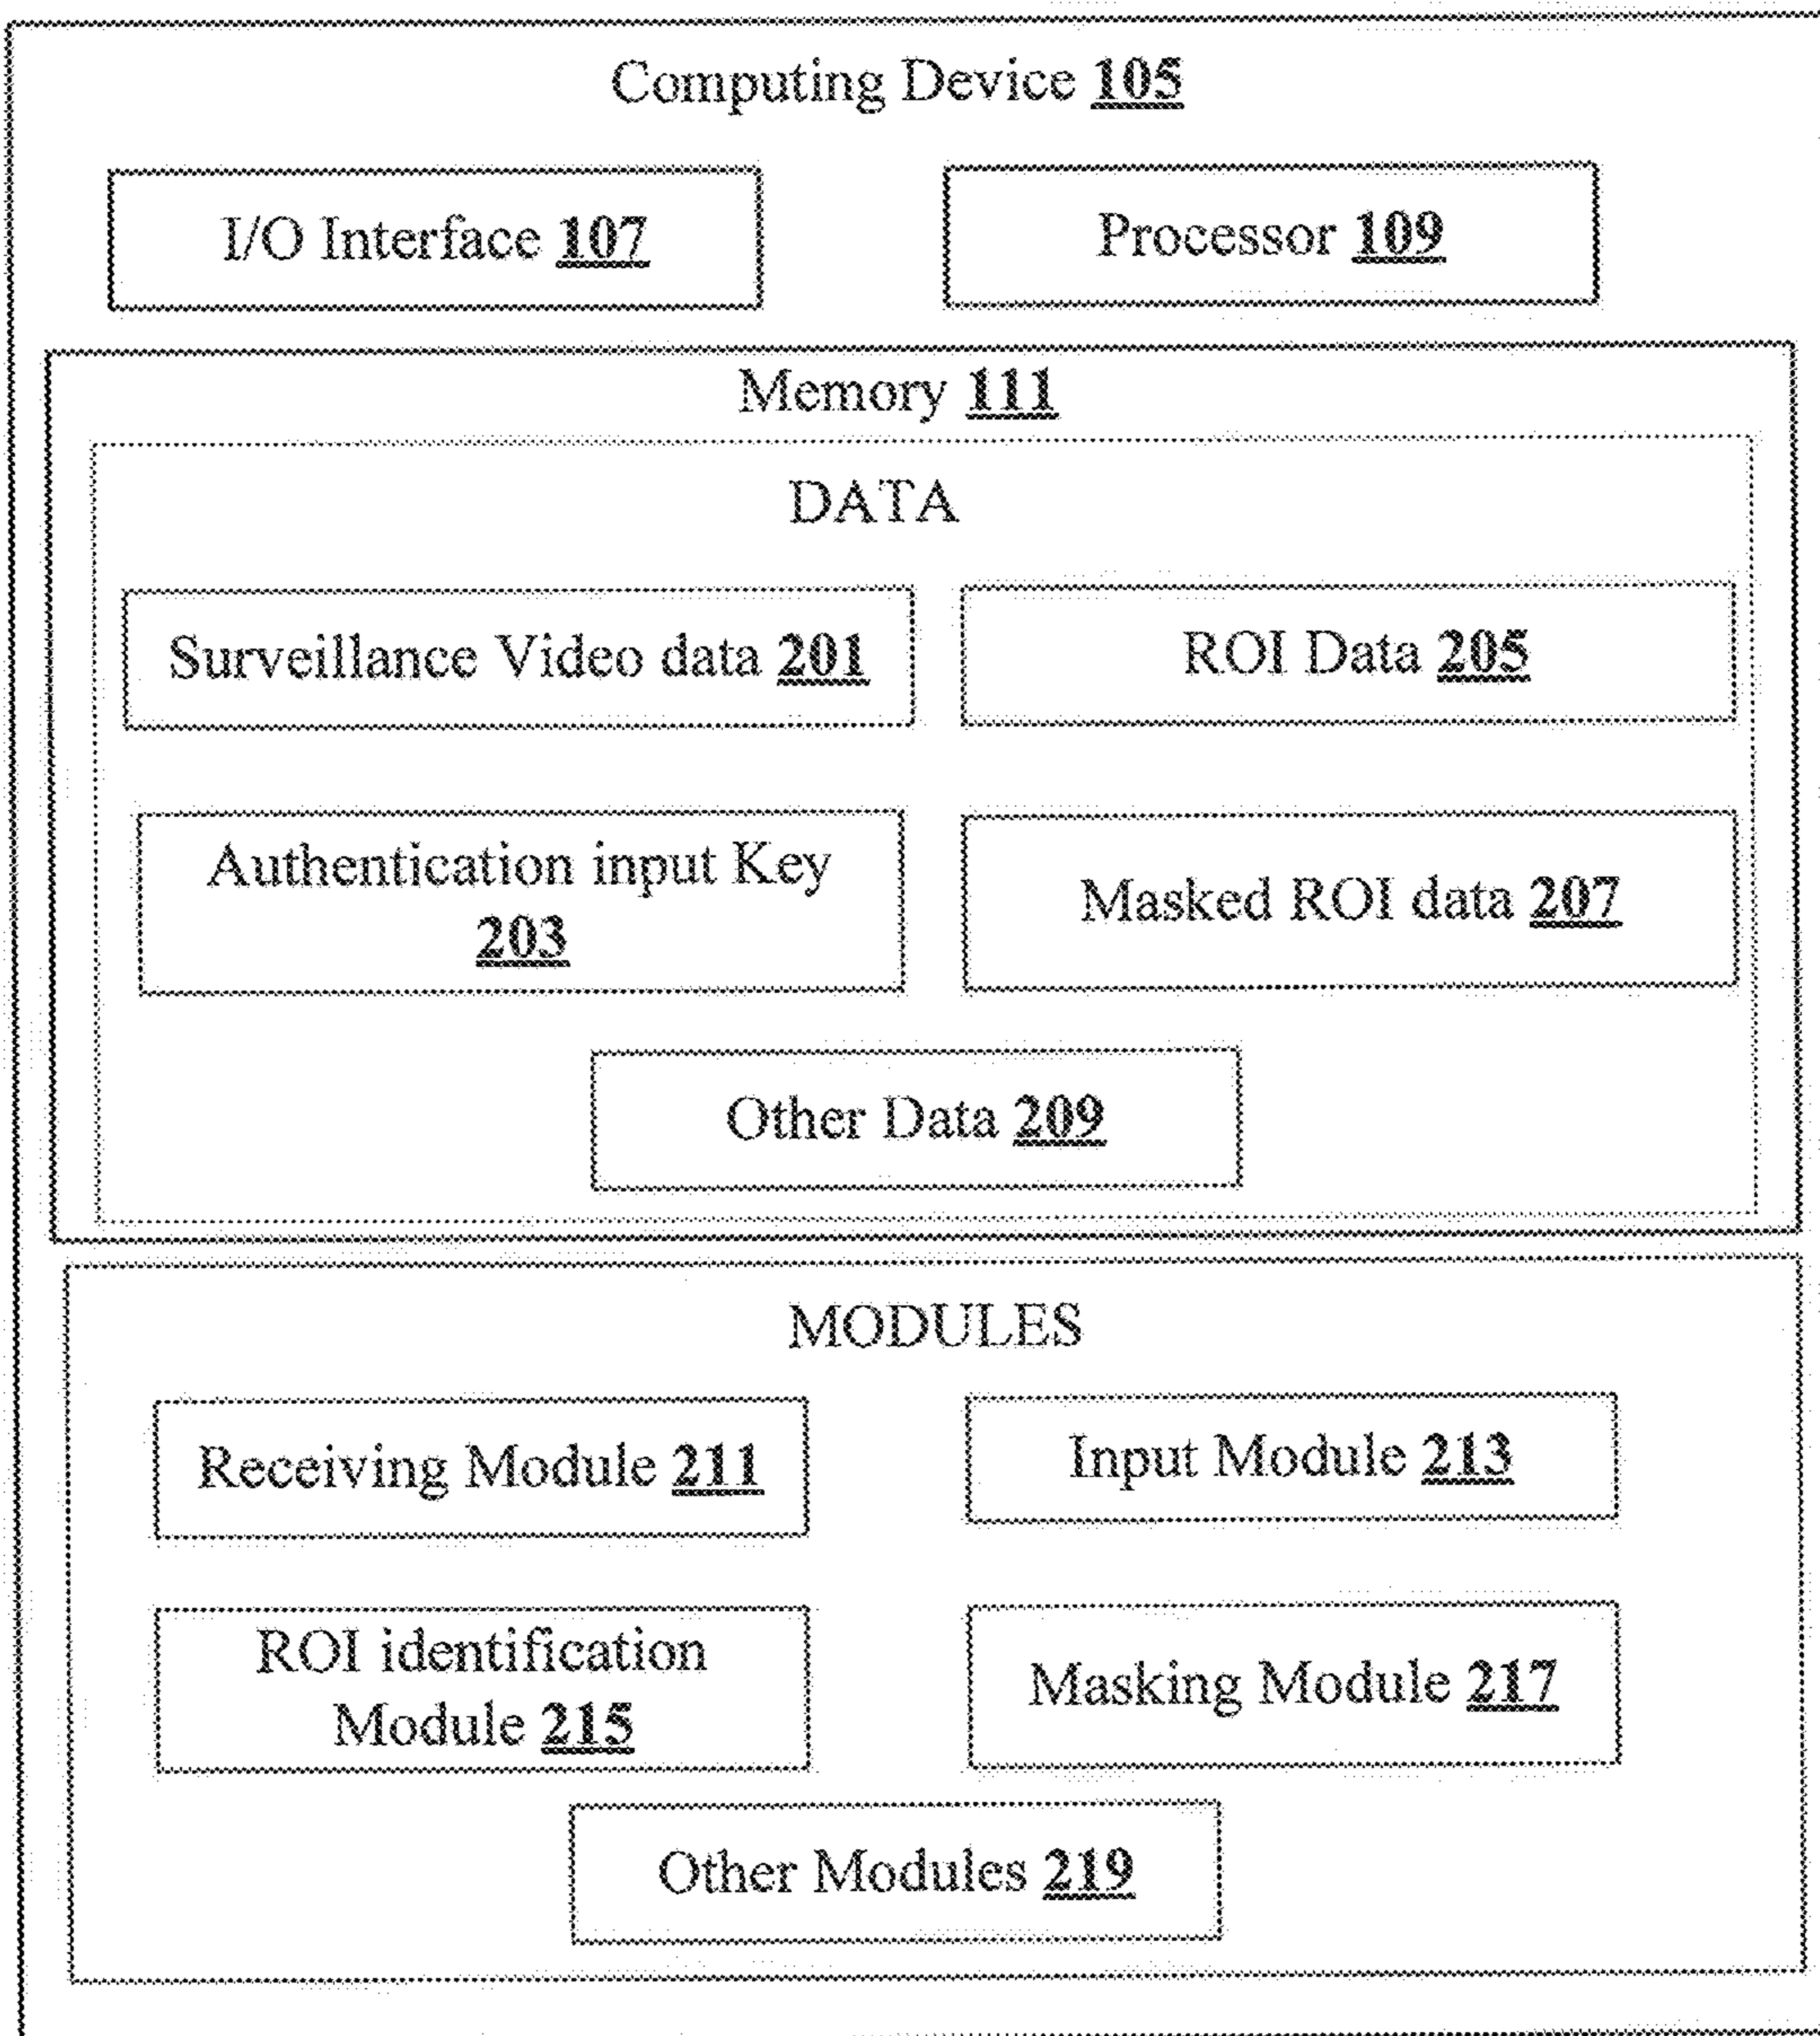 Computing Device 105
I/O Interface 107
Processor 109
Memory 111
DATA
Surveillance Video data 201
ROI Data 205
Authentication input Key
203
Masked ROI data 207
Other Data 209
MODULES
Receiving Module 211
Input Module 213
ROI identification
Module 215
Masking Module 217
Other Modules 219